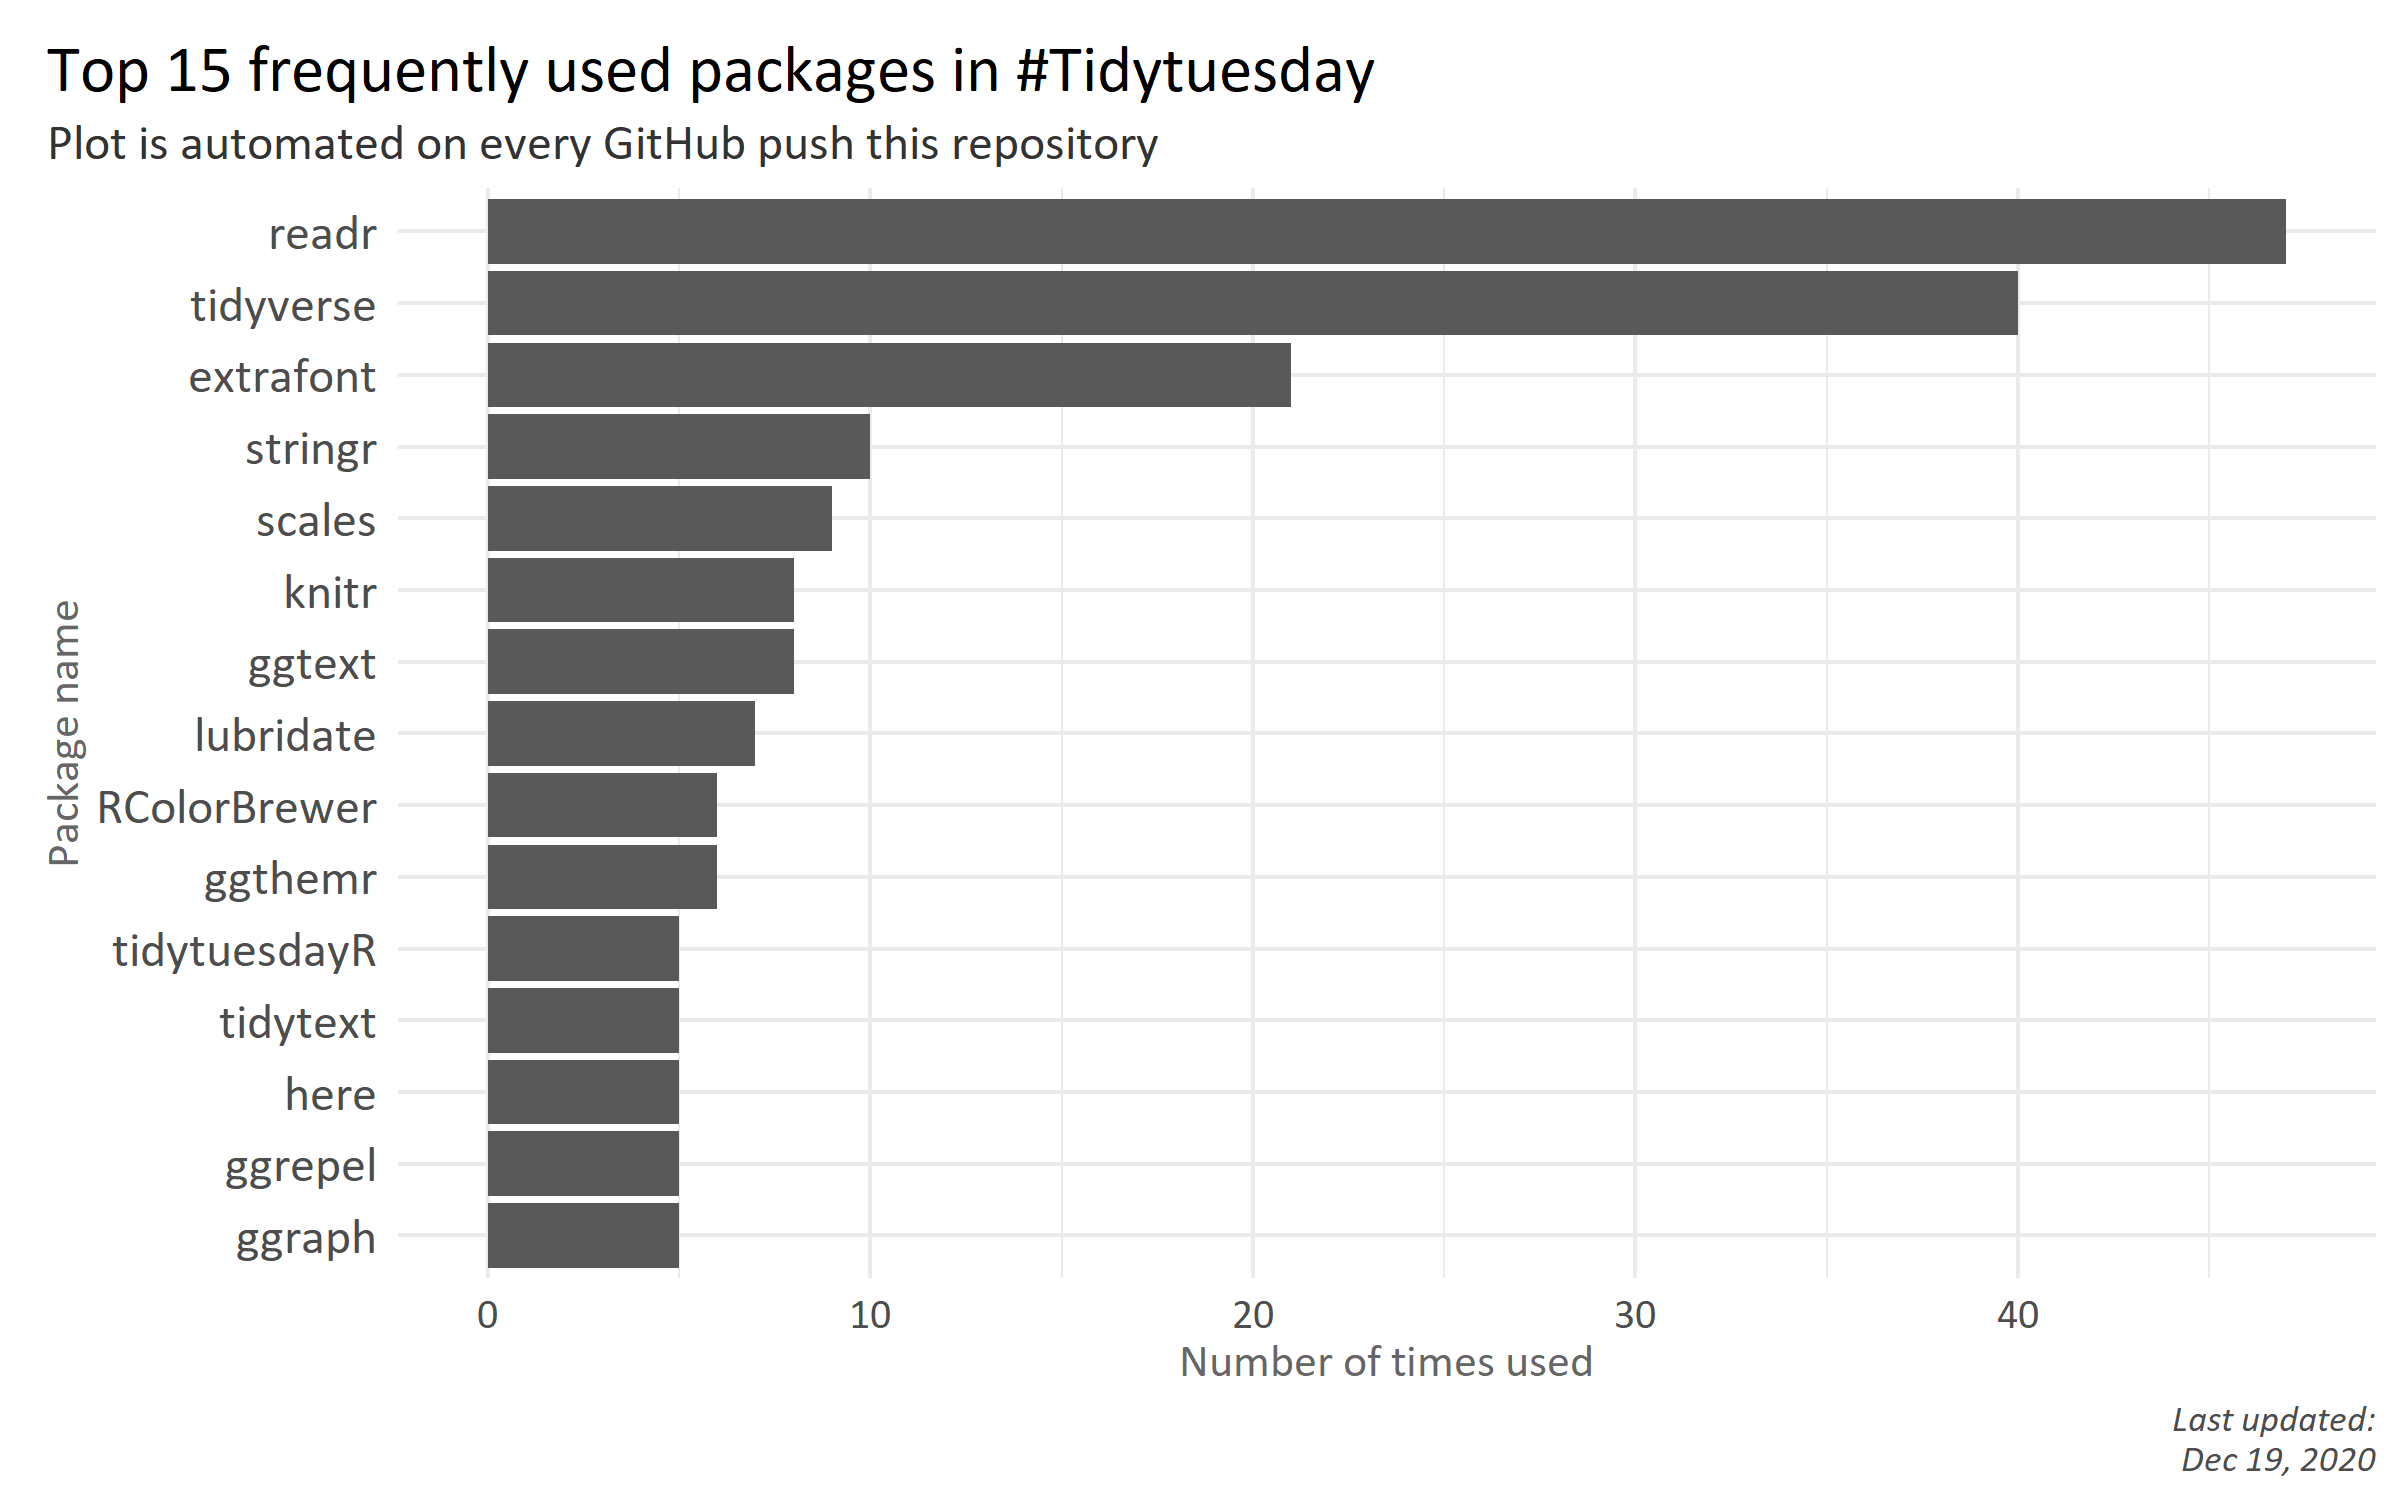 Top 15 frequently used packages in #Tidytuesday
Plot is automated on every GitHub push this repository
Package name
readr
tidyverse
extrafont
stringr
scales
knitr
ggtext
lubridate
RColorBrewer
ggthemr
tidytuesdayR
tidytext
here
ggrepel
ggraph
0 10 20 30 40
Number of times used
Last updated:
Dec 19, 2020